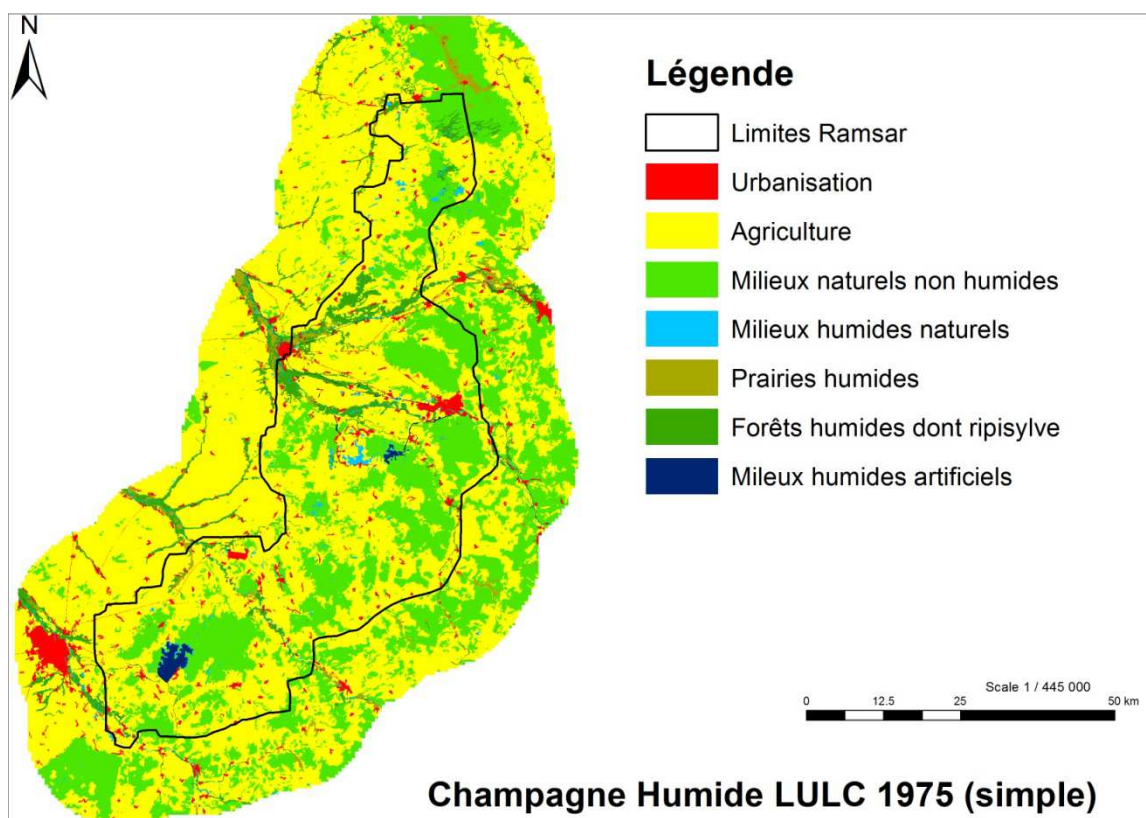 N
Légende
Limites Ramsar
Urbanisation
Agriculture
Milieux naturels non humides
Milieux humides naturels
Prairies humides
Forêts humides dont ripisylve
Mileux humides artificiels
Scale 1 / 445 000
0 12.5 25 50 km
Champagne Humide LULC 1975 (simple)